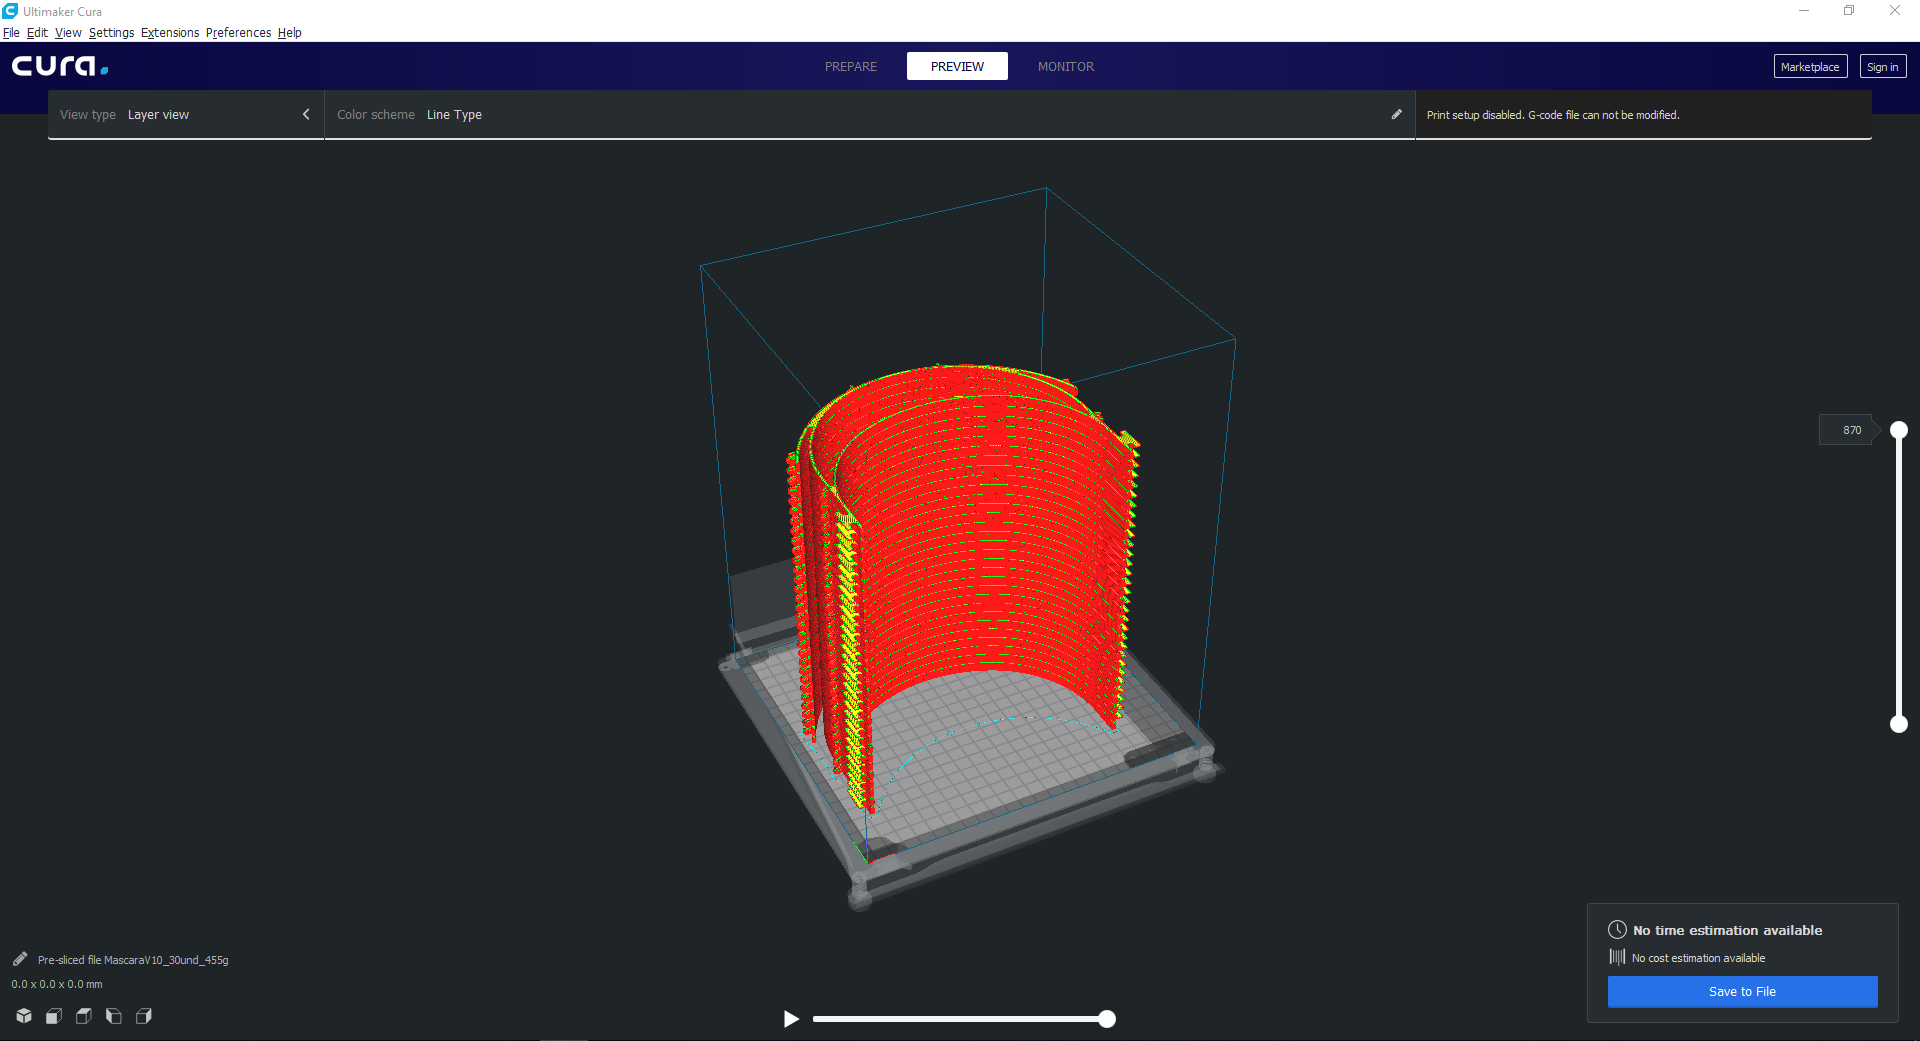 Ultimaker Cura
File Edit View Settings Extensions Preferences Help
cura.
PREPARE PREVIEW MONITOR
Marketplace Sign in
View type Layer view Color scheme Line Type Print setup disabled. G-code file can not be modified.
870
No time estimation available
No cost estimation available
Save to File
Pre-sliced file MascaraV10_30und_455g
0.0 x 0.0 x 0.0 mm